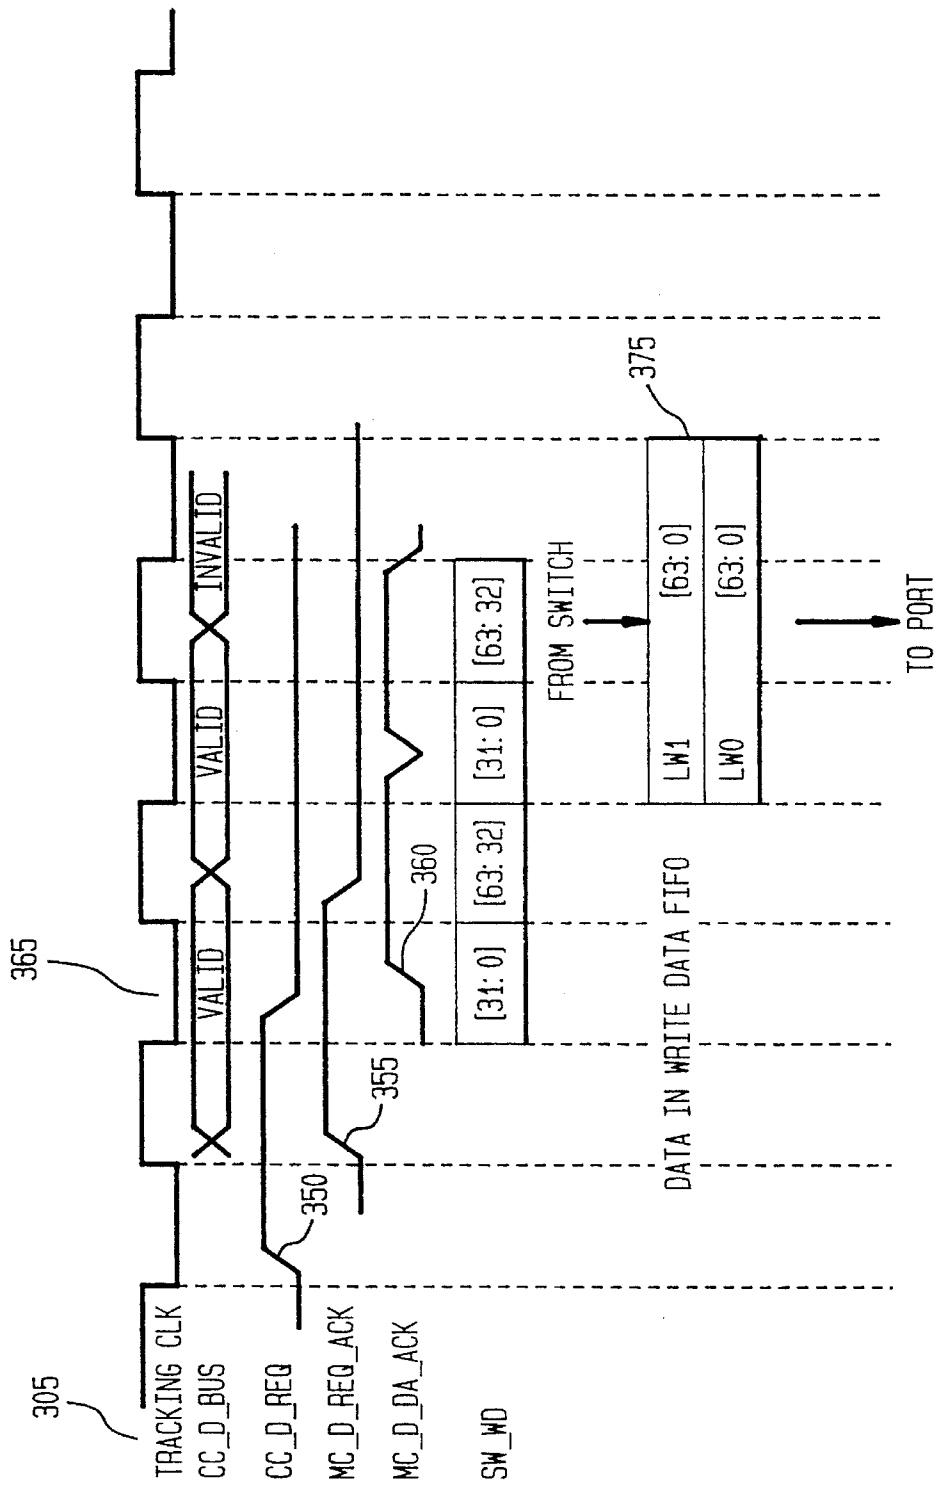 365
305
TRACKING CLK
CC_D_BUS VALID VALID INVALID
CC_D_REQ
350
MC_D_REQ_ACK
355
MC_D_DA_ACK
360
SW_WD [31: 0] [63: 32] [31: 0] [63: 32]
FROM SWITCH
375
DATA IN WRITE DATA FIFO
LW1 [63: 0]
LW0 [63: 0]
TO PORT